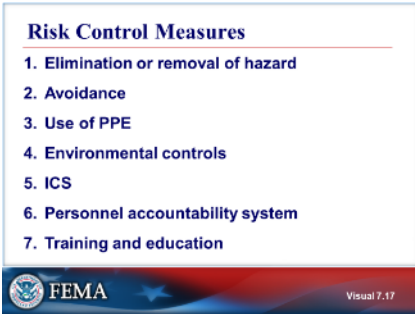 Risk Control Measures
1. Elimination or removal of hazard
2. Avoidance
3. Use of PPE
4. Environmental controls
5. ICS
6. Personnel accountability system
7. Training and education
FEMA
Visual 7.17